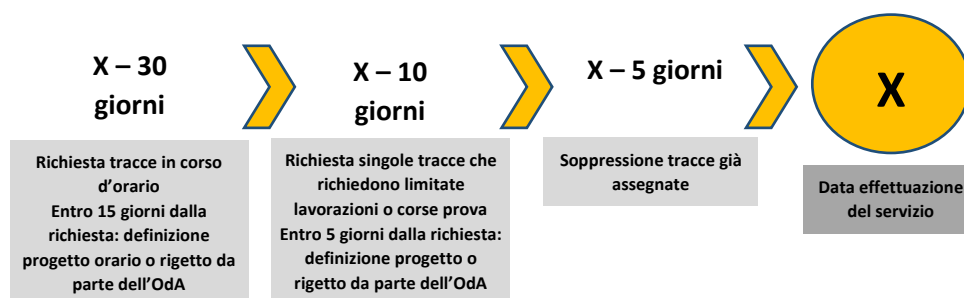 X – 30
giorni
X – 10
giorni
X – 5 giorni
X
Richiesta tracce in corso
d’orario
Entro 15 giorni dalla
richiesta: definizione
progetto orario o rigetto da
parte dell’OdA
Richiesta singole tracce che
richiedono limitate
lavorazioni o corse prova
Entro 5 giorni dalla richiesta:
definizione progetto o
rigetto da parte dell’OdA
Soppressione tracce già
assegnate
Data effettuazione
del servizio